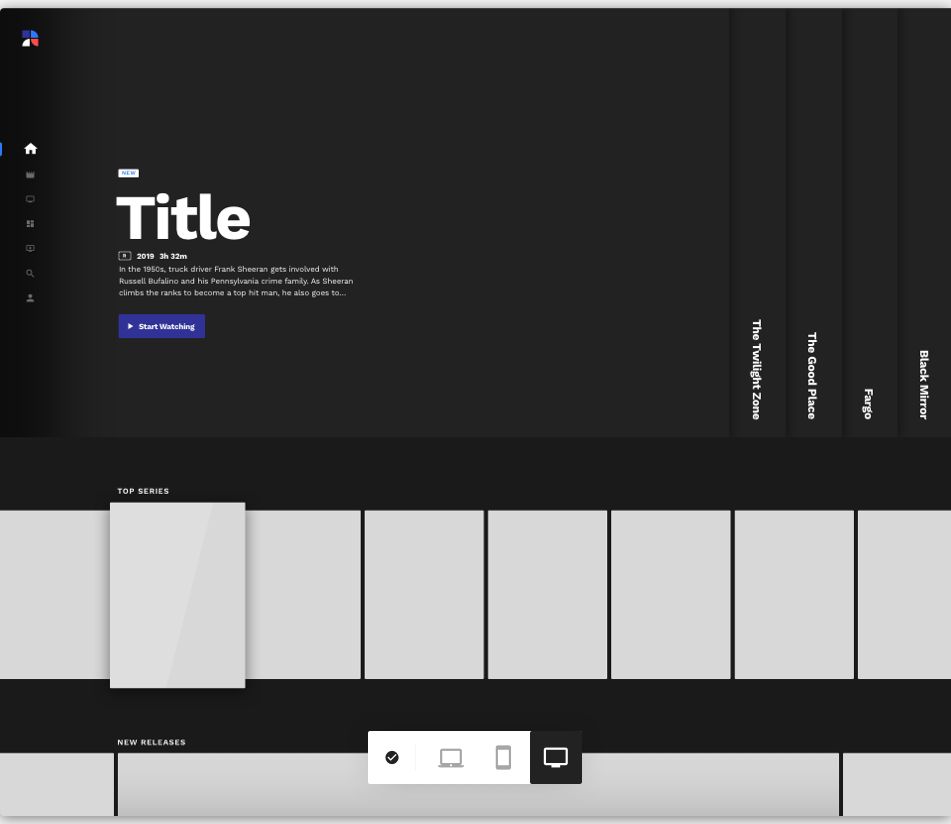 NEW
Title
R 2019 3h 32m
In the 1950s, truck driver Frank Sheeran gets involved with
Russell Bufalino and his Pennsylvania crime family. As Sheeran
climbs the ranks to become a top hit man, he also goes to...
Start Watching
The Twilight Zone
The Good Place
Fargo
Black Mirror
TOP SERIES
NEW RELEASES